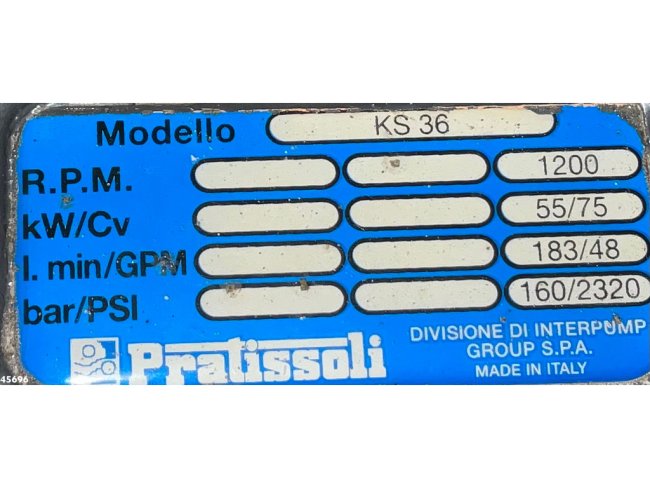 Modello KS 36
R.P.M. 1200
kW/Cv 55/75
l. min/GPM 183/48
bar/PSI 160/2320
Pratissoli
DIVISIONE DI INTERPUMP
GROUP S.P.A.
MADE IN ITALY
45696